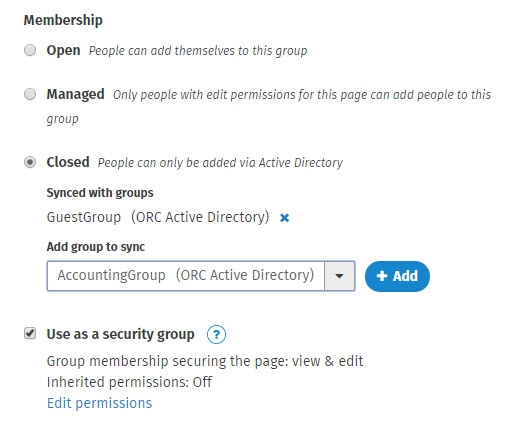 Membership
Open People can add themselves to this group
Managed Only people with edit permissions for this page can add people to this
group
Closed People can only be added via Active Directory
Synced with groups
GuestGroup (ORC Active Directory) ×
Add group to sync
AccountingGroup (ORC Active Directory)
+ Add
Use as a security group ?
Group membership securing the page: view & edit
Inherited permissions: Off
Edit permissions